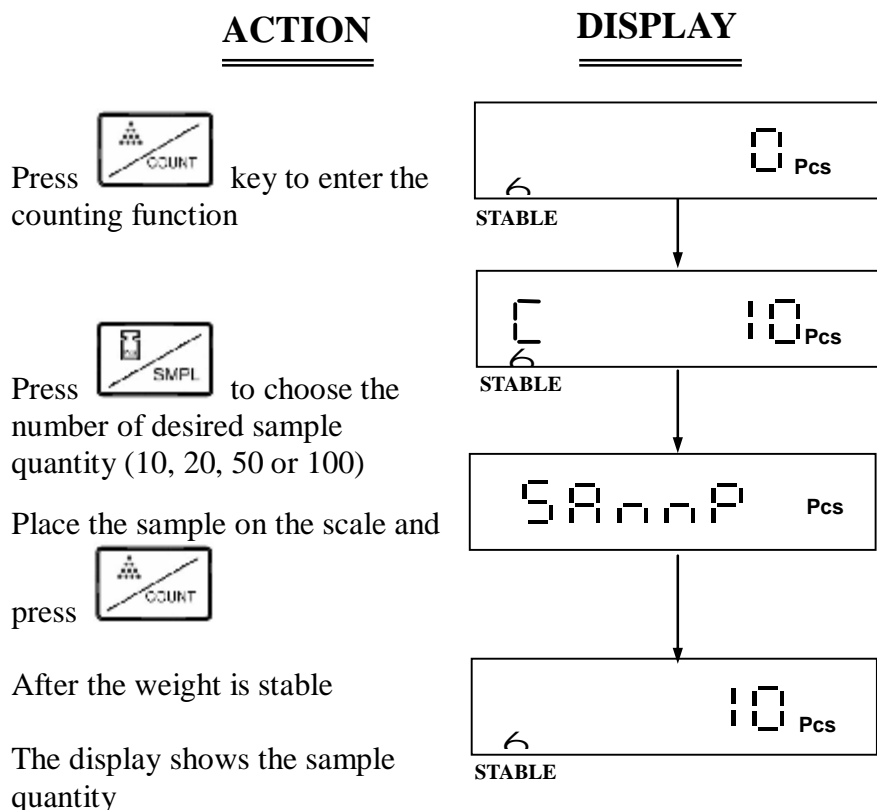 ACTION
DISPLAY
0 Pcs
STABLE
Press COUNT key to enter the
counting function
C 10 Pcs
STABLE
Press SMPL to choose the
number of desired sample
quantity (10, 20, 50 or 100)
SAnnP Pcs
Place the sample on the scale and
press COUNT
After the weight is stable
10 Pcs
STABLE
The display shows the sample
quantity